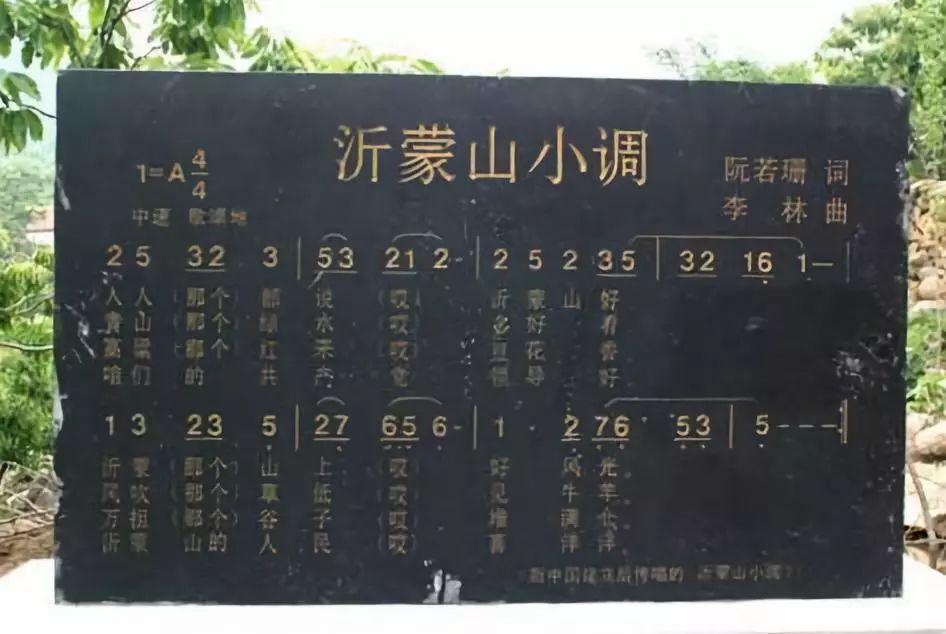 沂蒙山小调
1=A 4/4
阮若珊 词
李 林 曲
中速
2 5 32 3 | 53 21 2- | 2 5 2 35 | 32 16 1— |
人 人 (那 个) 都 说 (哎) 沂 蒙 山 好
青 山 (那 个) 绿 水 (哎) 多 好 看
高 粱 (那 个) 红 来 (哎) 豆 花 香
咱 们 的 共 产 党 领 导 好
1 3 23 5 | 27 65 6- | 1 2 76 53 | 5---‖
沂 蒙 (那 个) 山 上 (哎) 好 风 光
风 吹 (那 个) 草 低 (哎) 见 牛 羊
万 担 (那 个) 谷 子 (哎) 堆 满 仓
沂 蒙 山 的 人 民 (哎) 喜 洋 洋
新中国建立后传唱的《沂蒙山小调》